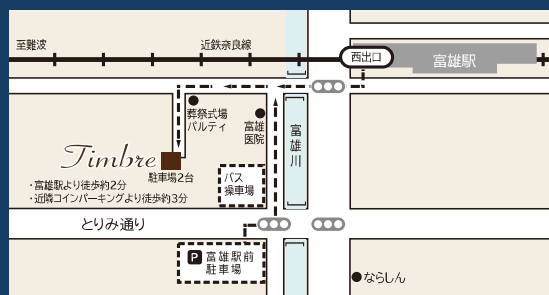 至難波
近鉄奈良線
西出口
富雄駅
葬祭式場
パルティ
富雄
医院
富雄川
Timbre
駐車場2台
・富雄駅より徒歩約2分
・近隣コインパーキングより徒歩約3分
バス
操車場
とりみ通り
P 富雄駅前
駐車場
ならしん